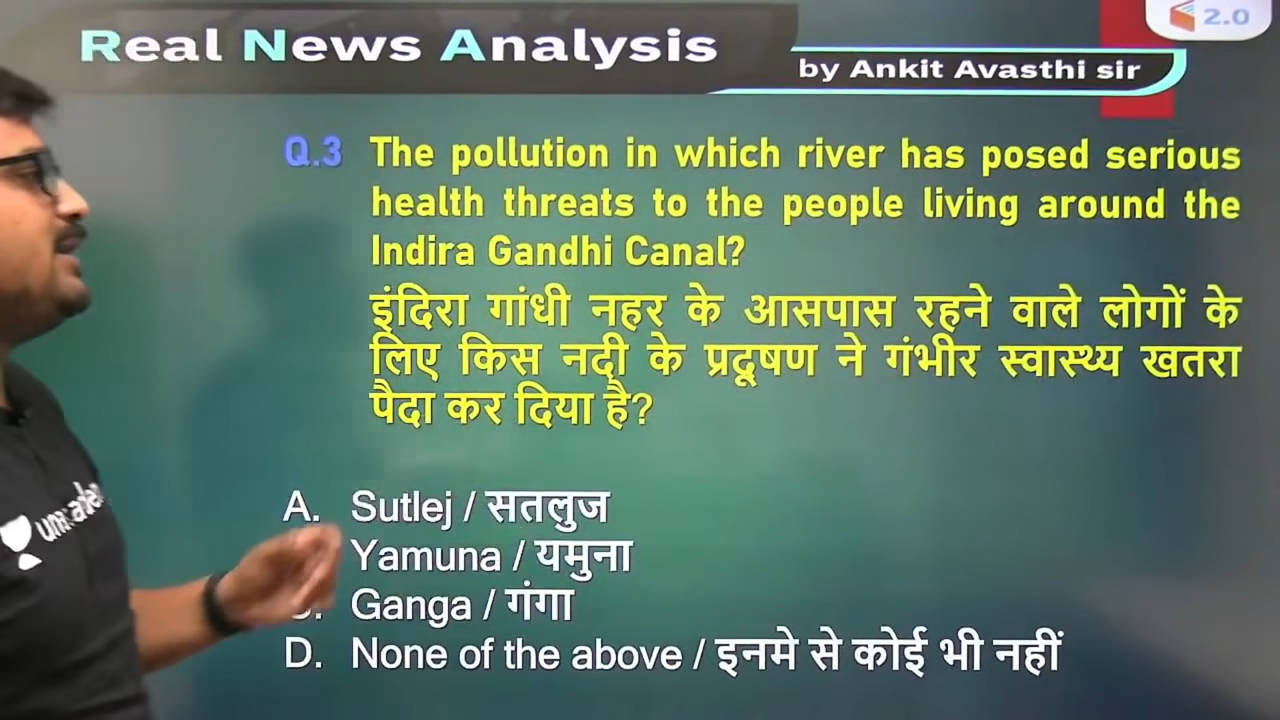 2.0
Real News Analysis
by Ankit Avasthi sir
Q.3 The pollution in which river has posed serious
health threats to the people living around the
Indira Gandhi Canal?
इंदिरा गांधी नहर के आसपास रहने वाले लोगों के
लिए किस नदी के प्रदूषण ने गंभीर स्वास्थ्य खतरा
पैदा कर दिया है?
A. Sutlej / सतलुज
Yamuna / यमुना
Ganga / गंगा
D. None of the above / इनमे से कोई भी नहीं